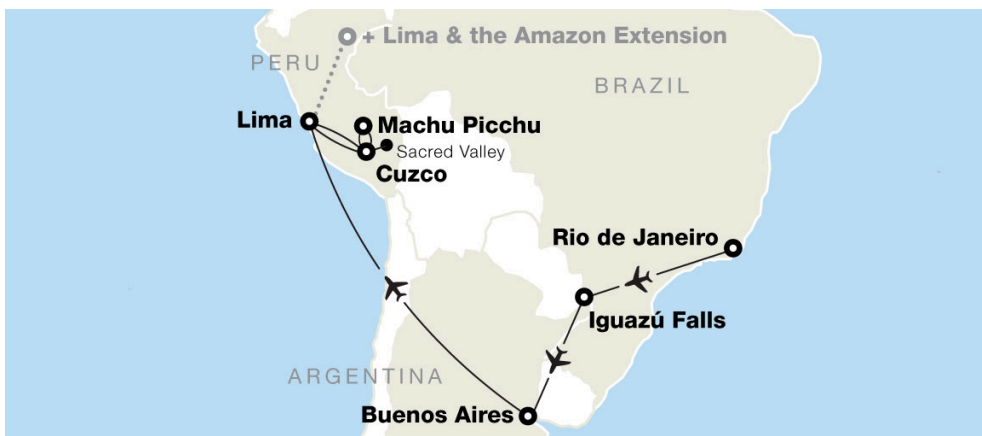 + Lima & the Amazon Extension
PERU
BRAZIL
Lima
Machu Picchu
Sacred Valley
Cuzco
Rio de Janeiro
Iguazú Falls
ARGENTINA
Buenos Aires